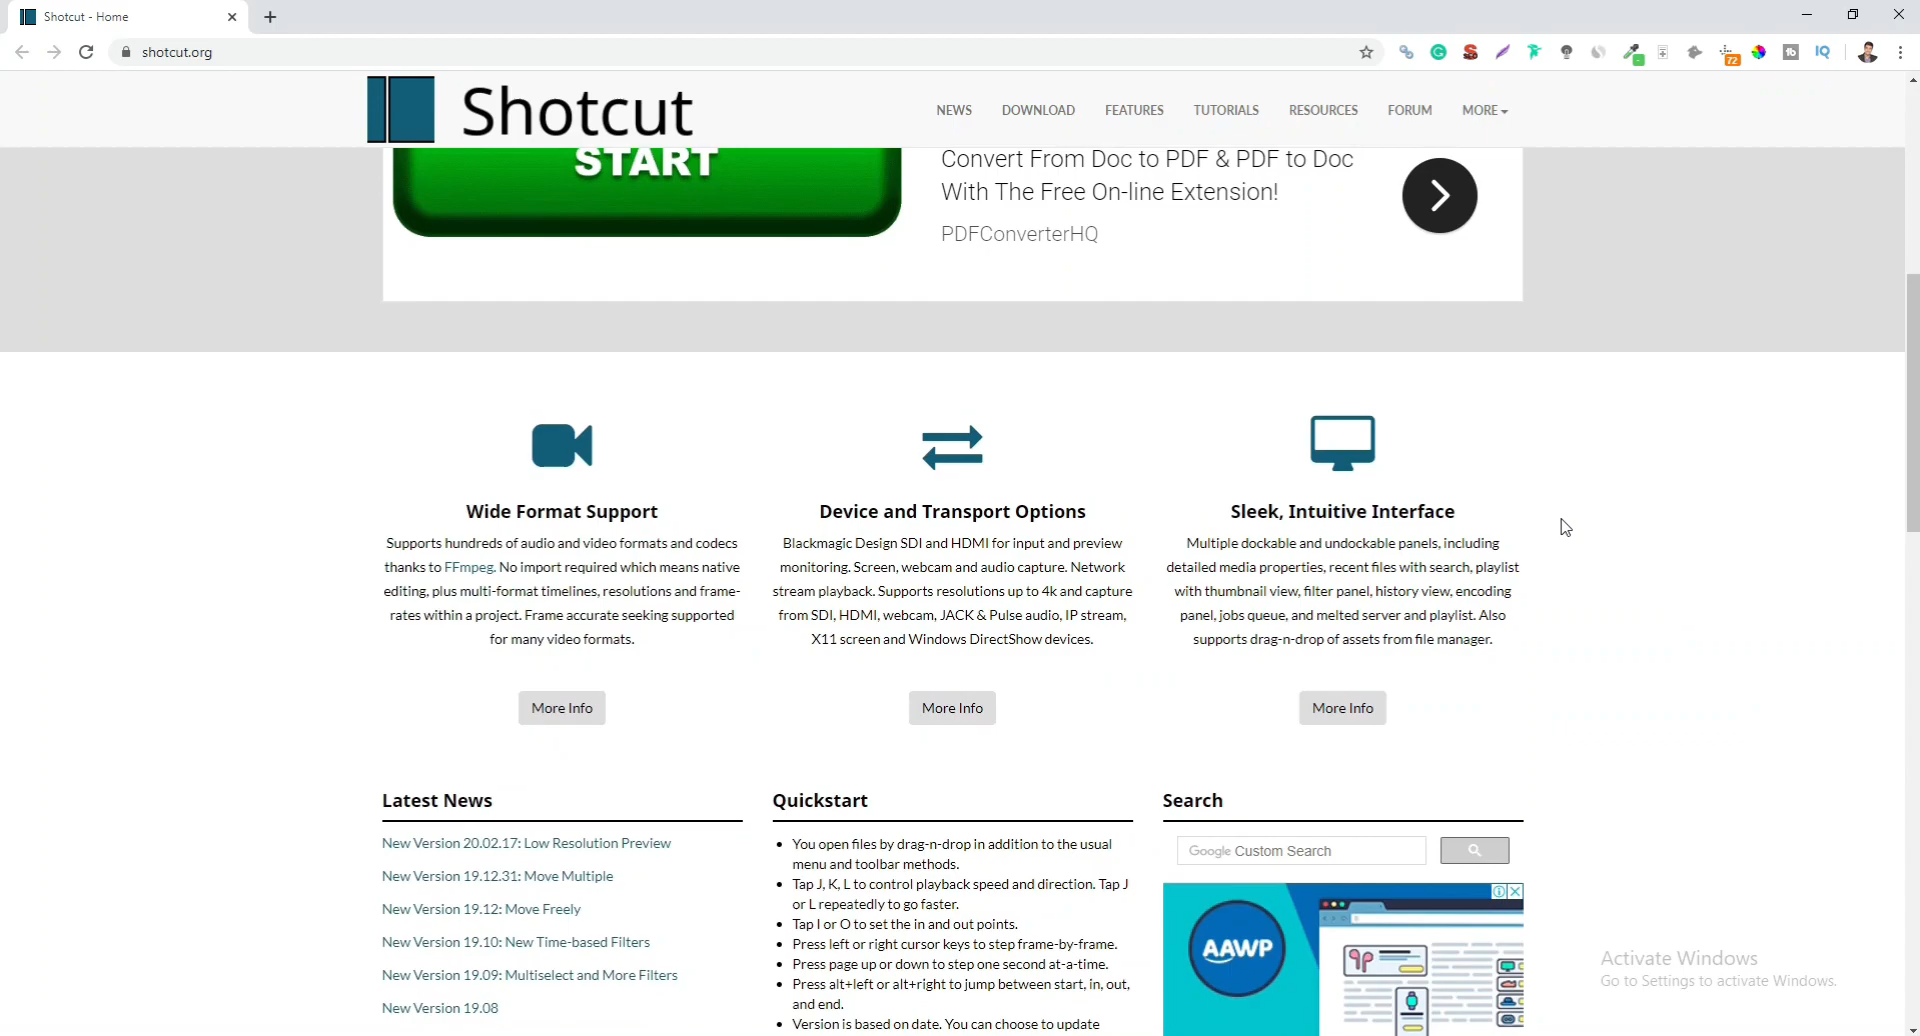 Shotcut - Home
shotcut.org
72
tb
IQ
Shotcut
NEWS
DOWNLOAD
FEATURES
TUTORIALS
RESOURCES
FORUM
MORE
START
Convert From Doc to PDF & PDF to Doc
With The Free On-line Extension!
PDFConverterHQ
Wide Format Support
Supports hundreds of audio and video formats and codecs
thanks to FFmpeg. No import required which means native
editing, plus multi-format timelines, resolutions and frame-
rates within a project. Frame accurate seeking supported
for many video formats.
More Info
Device and Transport Options
Blackmagic Design SDI and HDMI for input and preview
monitoring. Screen, webcam and audio capture. Network
stream playback. Supports resolutions up to 4k and capture
from SDI, HDMI, webcam, JACK & Pulse audio, IP stream,
X11 screen and Windows DirectShow devices.
More Info
Sleek, Intuitive Interface
Multiple dockable and undockable panels, including
detailed media properties, recent files with search, playlist
with thumbnail view, filter panel, history view, encoding
panel, jobs queue, and melted server and playlist. Also
supports drag-n-drop of assets from file manager.
More Info
Latest News
New Version 20.02.17: Low Resolution Preview
New Version 19.12.31: Move Multiple
New Version 19.12: Move Freely
New Version 19.10: New Time-based Filters
New Version 19.09: Multiselect and More Filters
New Version 19.08
Quickstart
• You open files by drag-n-drop in addition to the usual
menu and toolbar methods.
• Tap J, K, L to control playback speed and direction. Tap J
or L repeatedly to go faster.
• Tap I or O to set the in and out points.
• Press left or right cursor keys to step frame-by-frame.
• Press page up or down to step one second at-a-time.
• Press alt+left or alt+right to jump between start, in, out,
and end.
• Version is based on date. You can choose to update
Search
Google Custom Search
AAWP
Activate Windows
Go to Settings to activate Windows.